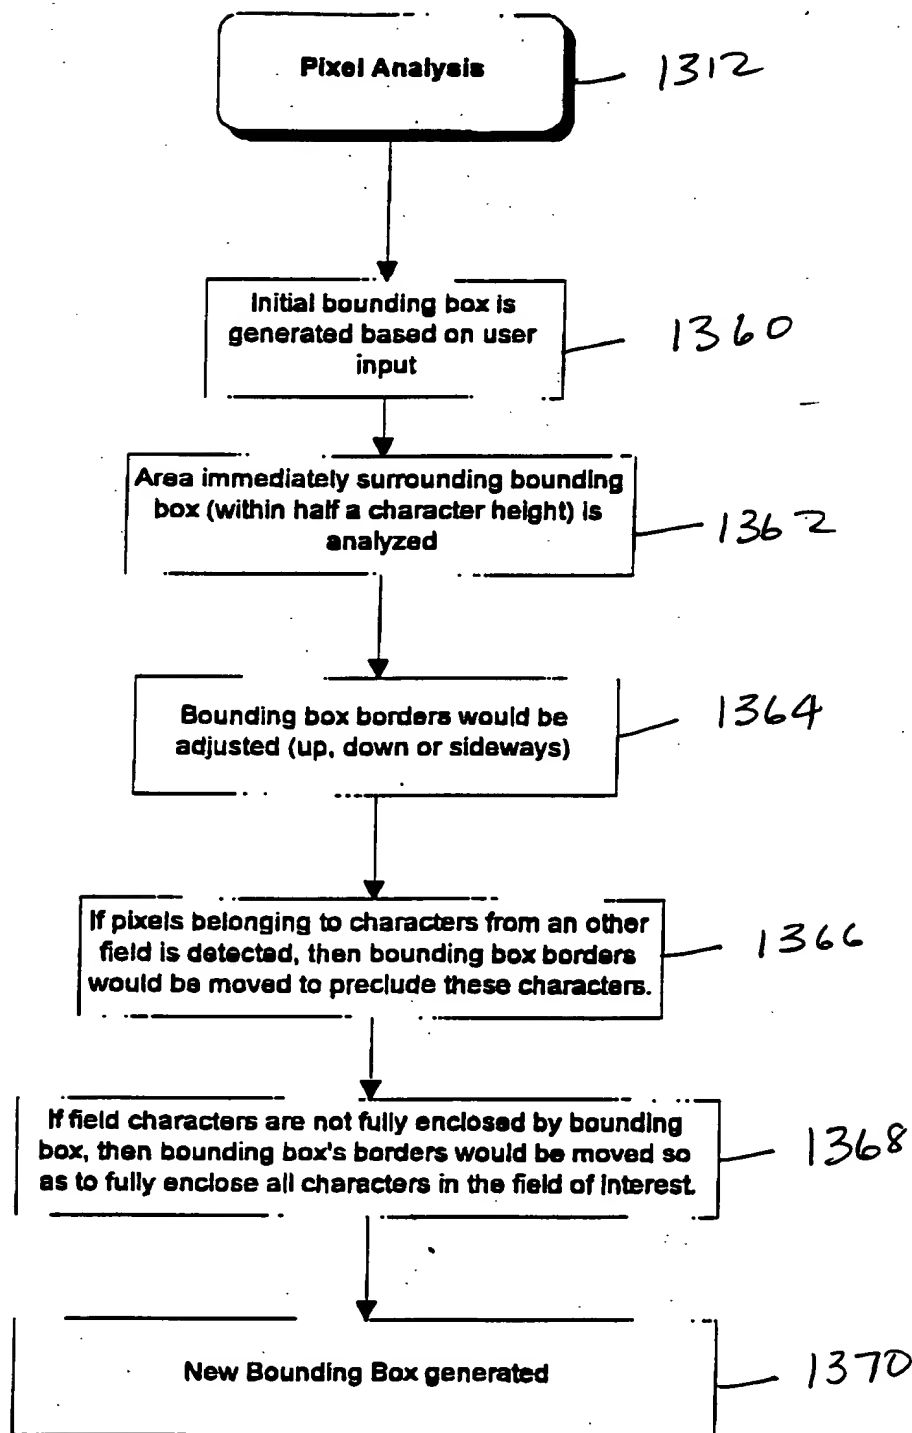 Pixel Analysis
1312
Initial bounding box is
generated based on user
input
1360
Area immediately surrounding bounding
box (within half a character height) is
analyzed
1362
Bounding box borders would be
adjusted (up, down or sideways)
1364
If pixels belonging to characters from an other
field is detected, then bounding box borders
would be moved to preclude these characters.
1366
If field characters are not fully enclosed by bounding
box, then bounding box's borders would be moved so
as to fully enclose all characters in the field of interest.
1368
New Bounding Box generated
1370